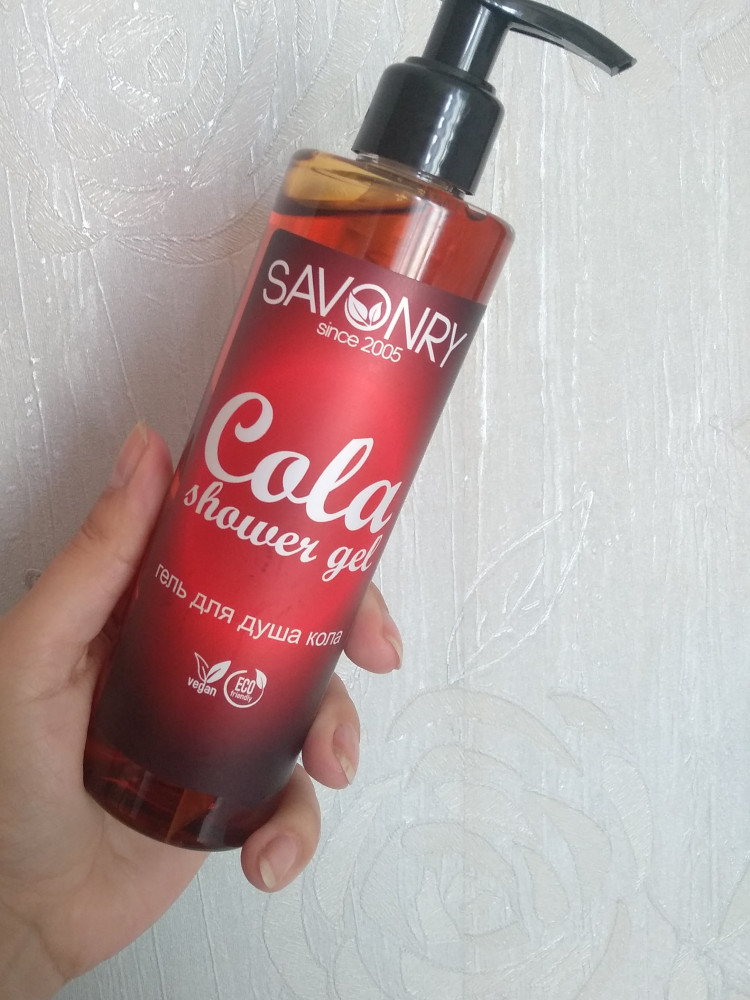 SAVONRY
since 2005
Cola
shower gel
гель для душа кола
vegan
ECO
friendly